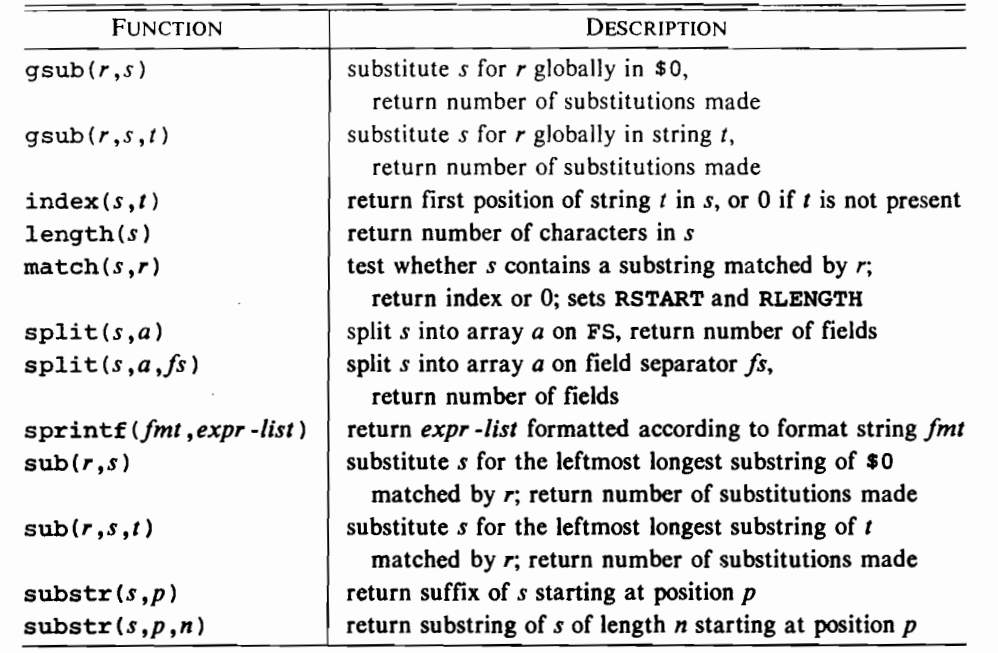 FUNCTION DESCRIPTION
gsub(r,s) substitute s for r globally in $0,
return number of substitutions made
gsub(r,s,t) substitute s for r globally in string t,
return number of substitutions made
index(s,t) return first position of string t in s, or 0 if t is not present
length(s) return number of characters in s
match(s,r) test whether s contains a substring matched by r;
return index or 0; sets RSTART and RLENGTH
split(s,a) split s into array a on FS, return number of fields
split(s,a,fs) split s into array a on field separator fs,
return number of fields
sprintf(fmt,expr-list) return expr-list formatted according to format string fmt
sub(r,s) substitute s for the leftmost longest substring of $0
matched by r; return number of substitutions made
sub(r,s,t) substitute s for the leftmost longest substring of t
matched by r; return number of substitutions made
substr(s,p) return suffix of s starting at position p
substr(s,p,n) return substring of s of length n starting at position p